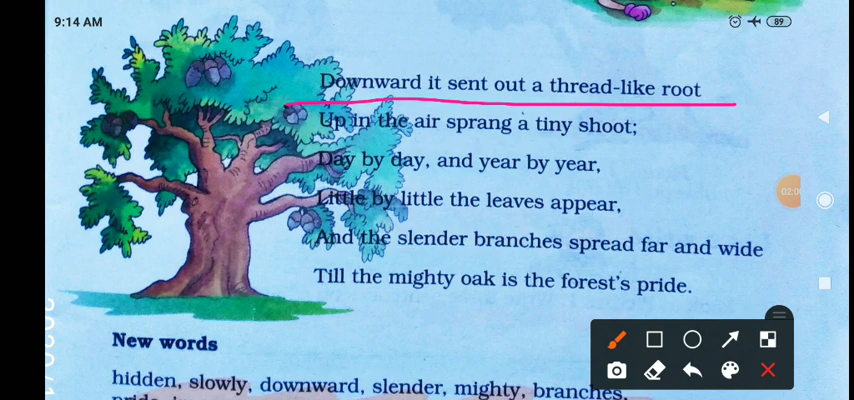 9:14 AM
89
Downward it sent out a thread-like root
Up in the air sprang a tiny shoot;
Day by day, and year by year,
02:0
Little by little the leaves appear,
And the slender branches spread far and wide
Till the mighty oak is the forest's pride.
New words
hidden, slowly, downward, slender, mighty, branches,